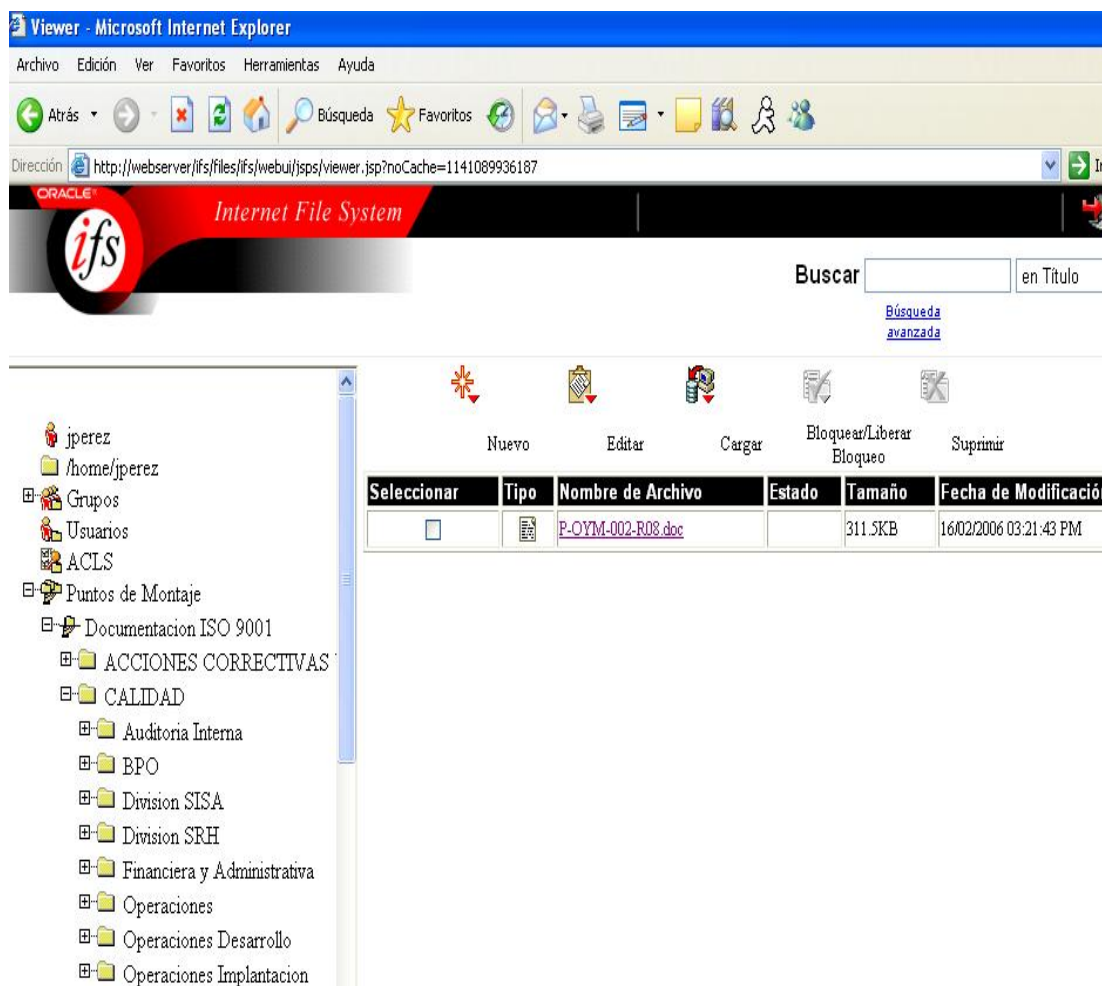 Viewer - Microsoft Internet Explorer
Archivo Edición Ver Favoritos Herramientas Ayuda
Atrás Búsqueda Favoritos
Dirección http://webserver/ifs/files/ifs/webui/jsps/viewer.jsp?noCache=1141089936187
ORACLE
Internet File System
ifs
Buscar en Título
Búsqueda
avanzada
Nuevo Editar Cargar Bloquear/Liberar Bloqueo Suprimir
Seleccionar Tipo Nombre de Archivo Estado Tamaño Fecha de Modificació
P-OYM-002-R08.doc 311.5KB 16/02/2006 03:21:43 PM
jperez
/home/jperez
Grupos
Usuarios
ACLS
Puntos de Montaje
Documentacion ISO 9001
ACCIONES CORRECTIVAS
CALIDAD
Auditoria Interna
BPO
Division SISA
Division SRH
Financiera y Administrativa
Operaciones
Operaciones Desarrollo
Operaciones Implantacion